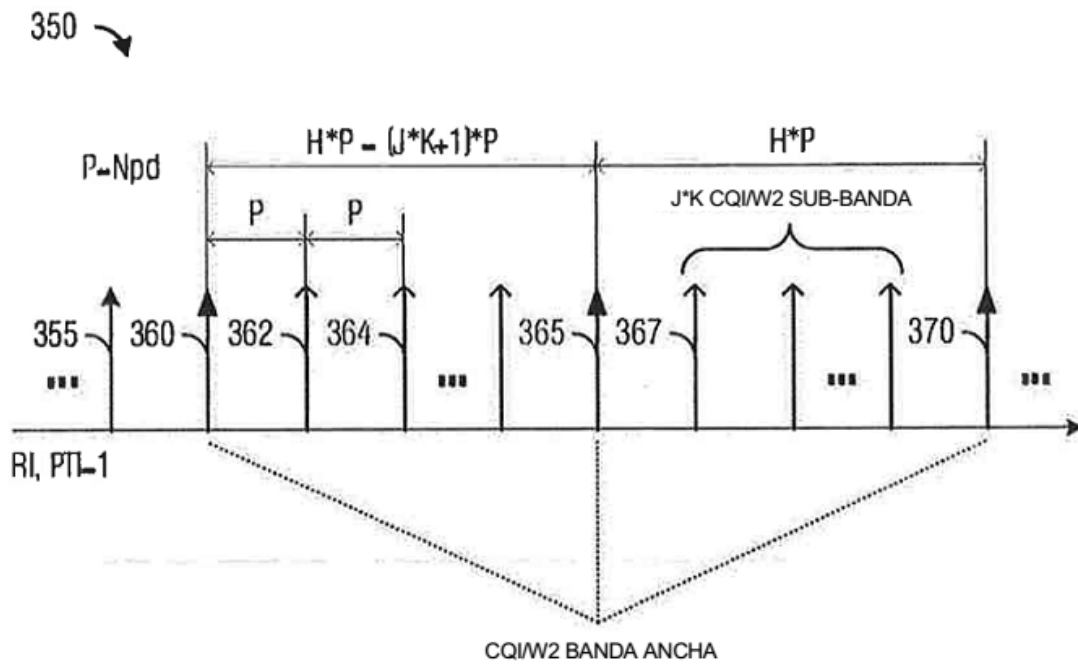 350
H*P = (J*K+1)*P
H*P
P=Npd
J*K CQI/W2 SUB-BANDA
P
P
355
360
362
364
365
367
370
... ... ... ...
RI, PTI=1
CQI/W2 BANDA ANCHA